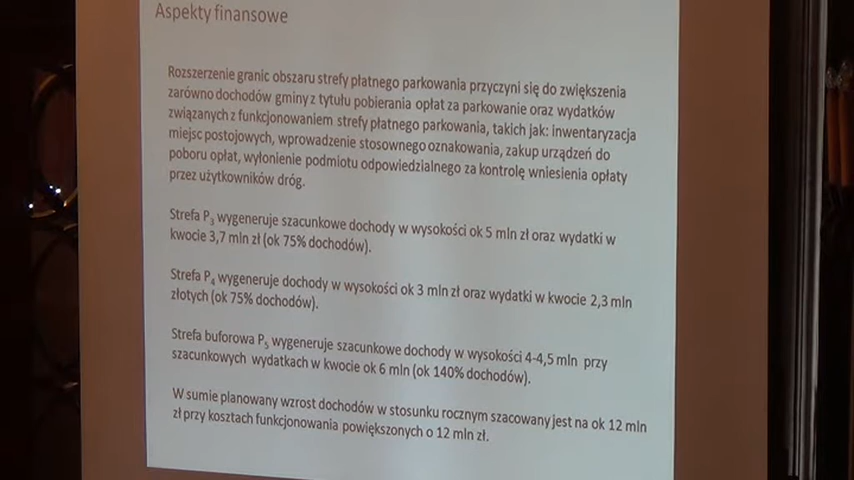 Aspekty finansowe
Rozszerzenie granic obszaru strefy płatnego parkowania przyczyni się do zwiększenia
zarówno dochodów gminy z tytułu pobierania opłat za parkowanie oraz wydatków
związanych z funkcjonowaniem strefy płatnego parkowania, takich jak: inwentaryzacja
miejsc postojowych, wprowadzenie stosownego oznakowania, zakup urządzeń do
poboru opłat, wyłonienie podmiotu odpowiedzialnego za kontrolę wniesienia opłaty
przez użytkowników dróg.
Strefa P₃ wygeneruje szacunkowe dochody w wysokości ok 5 mln zł oraz wydatki w
kwocie 3,7 mln zł (ok 75% dochodów).
Strefa P₄ wygeneruje dochody w wysokości ok 3 mln zł oraz wydatki w kwocie 2,3 mln
złotych (ok 75% dochodów).
Strefa buforowa P₅ wygeneruje szacunkowe dochody w wysokości 4-4,5 mln przy
szacunkowych wydatkach w kwocie ok 6 mln (ok 140% dochodów).
W sumie planowany wzrost dochodów w stosunku rocznym szacowany jest na ok 12 mln
zł przy kosztach funkcjonowania powiększonych o 12 mln zł.